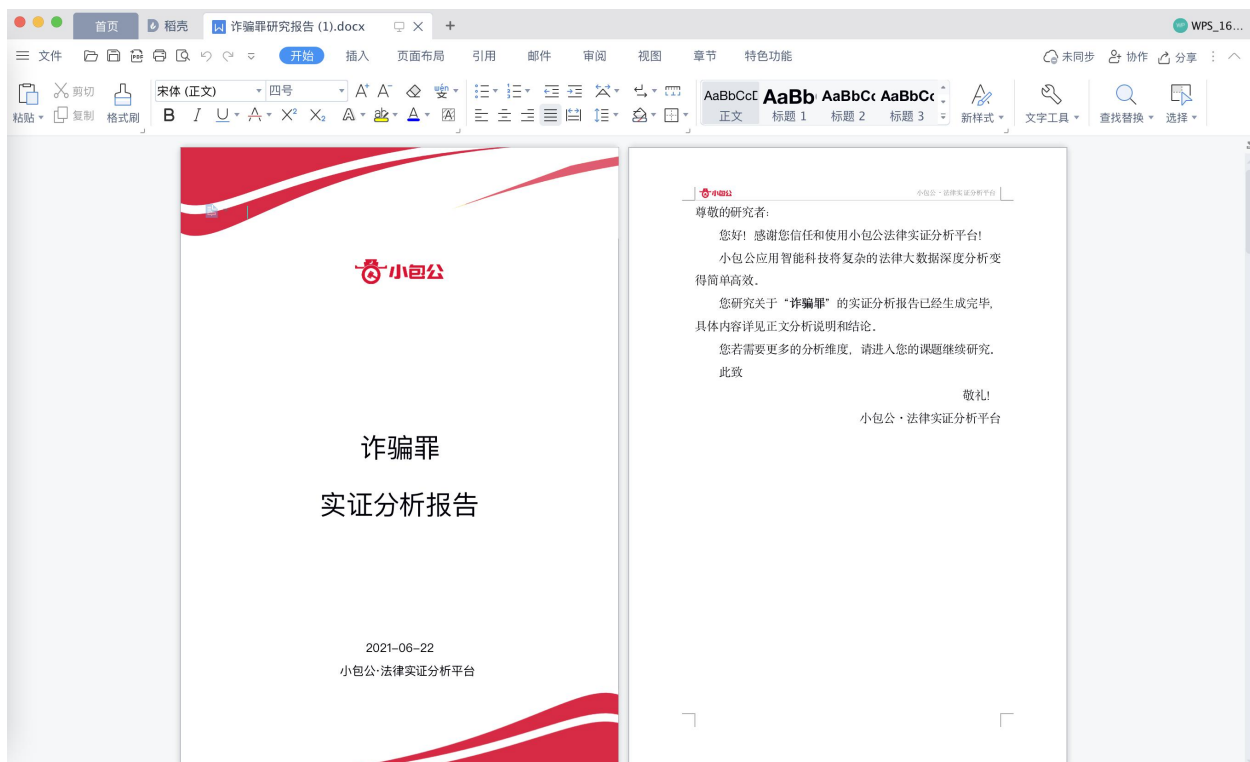 首页
稻壳
诈骗罪研究报告 (1).docx
WPS_16...
文件
开始
插入
页面布局
引用
邮件
审阅
视图
章节
特色功能
未同步
协作
分享
粘贴
剪切
复制
格式刷
宋体 (正文)
四号
AaBbCcD
AaBb
AaBbCc
AaBbCc
正文
标题 1
标题 2
标题 3
新样式
文字工具
查找替换
选择
小包公
诈骗罪
实证分析报告
2021-06-22
小包公·法律实证分析平台
小包公
小包公·法律实证分析平台
尊敬的研究者:
您好! 感谢您信任和使用小包公法律实证分析平台!
小包公应用智能科技将复杂的法律大数据深度分析变
得简单高效。
您研究关于“诈骗罪”的实证分析报告已经生成完毕,
具体内容详见正文分析说明和结论。
您若需要更多的分析维度, 请进入您的课题继续研究。
此致
敬礼!
小包公·法律实证分析平台